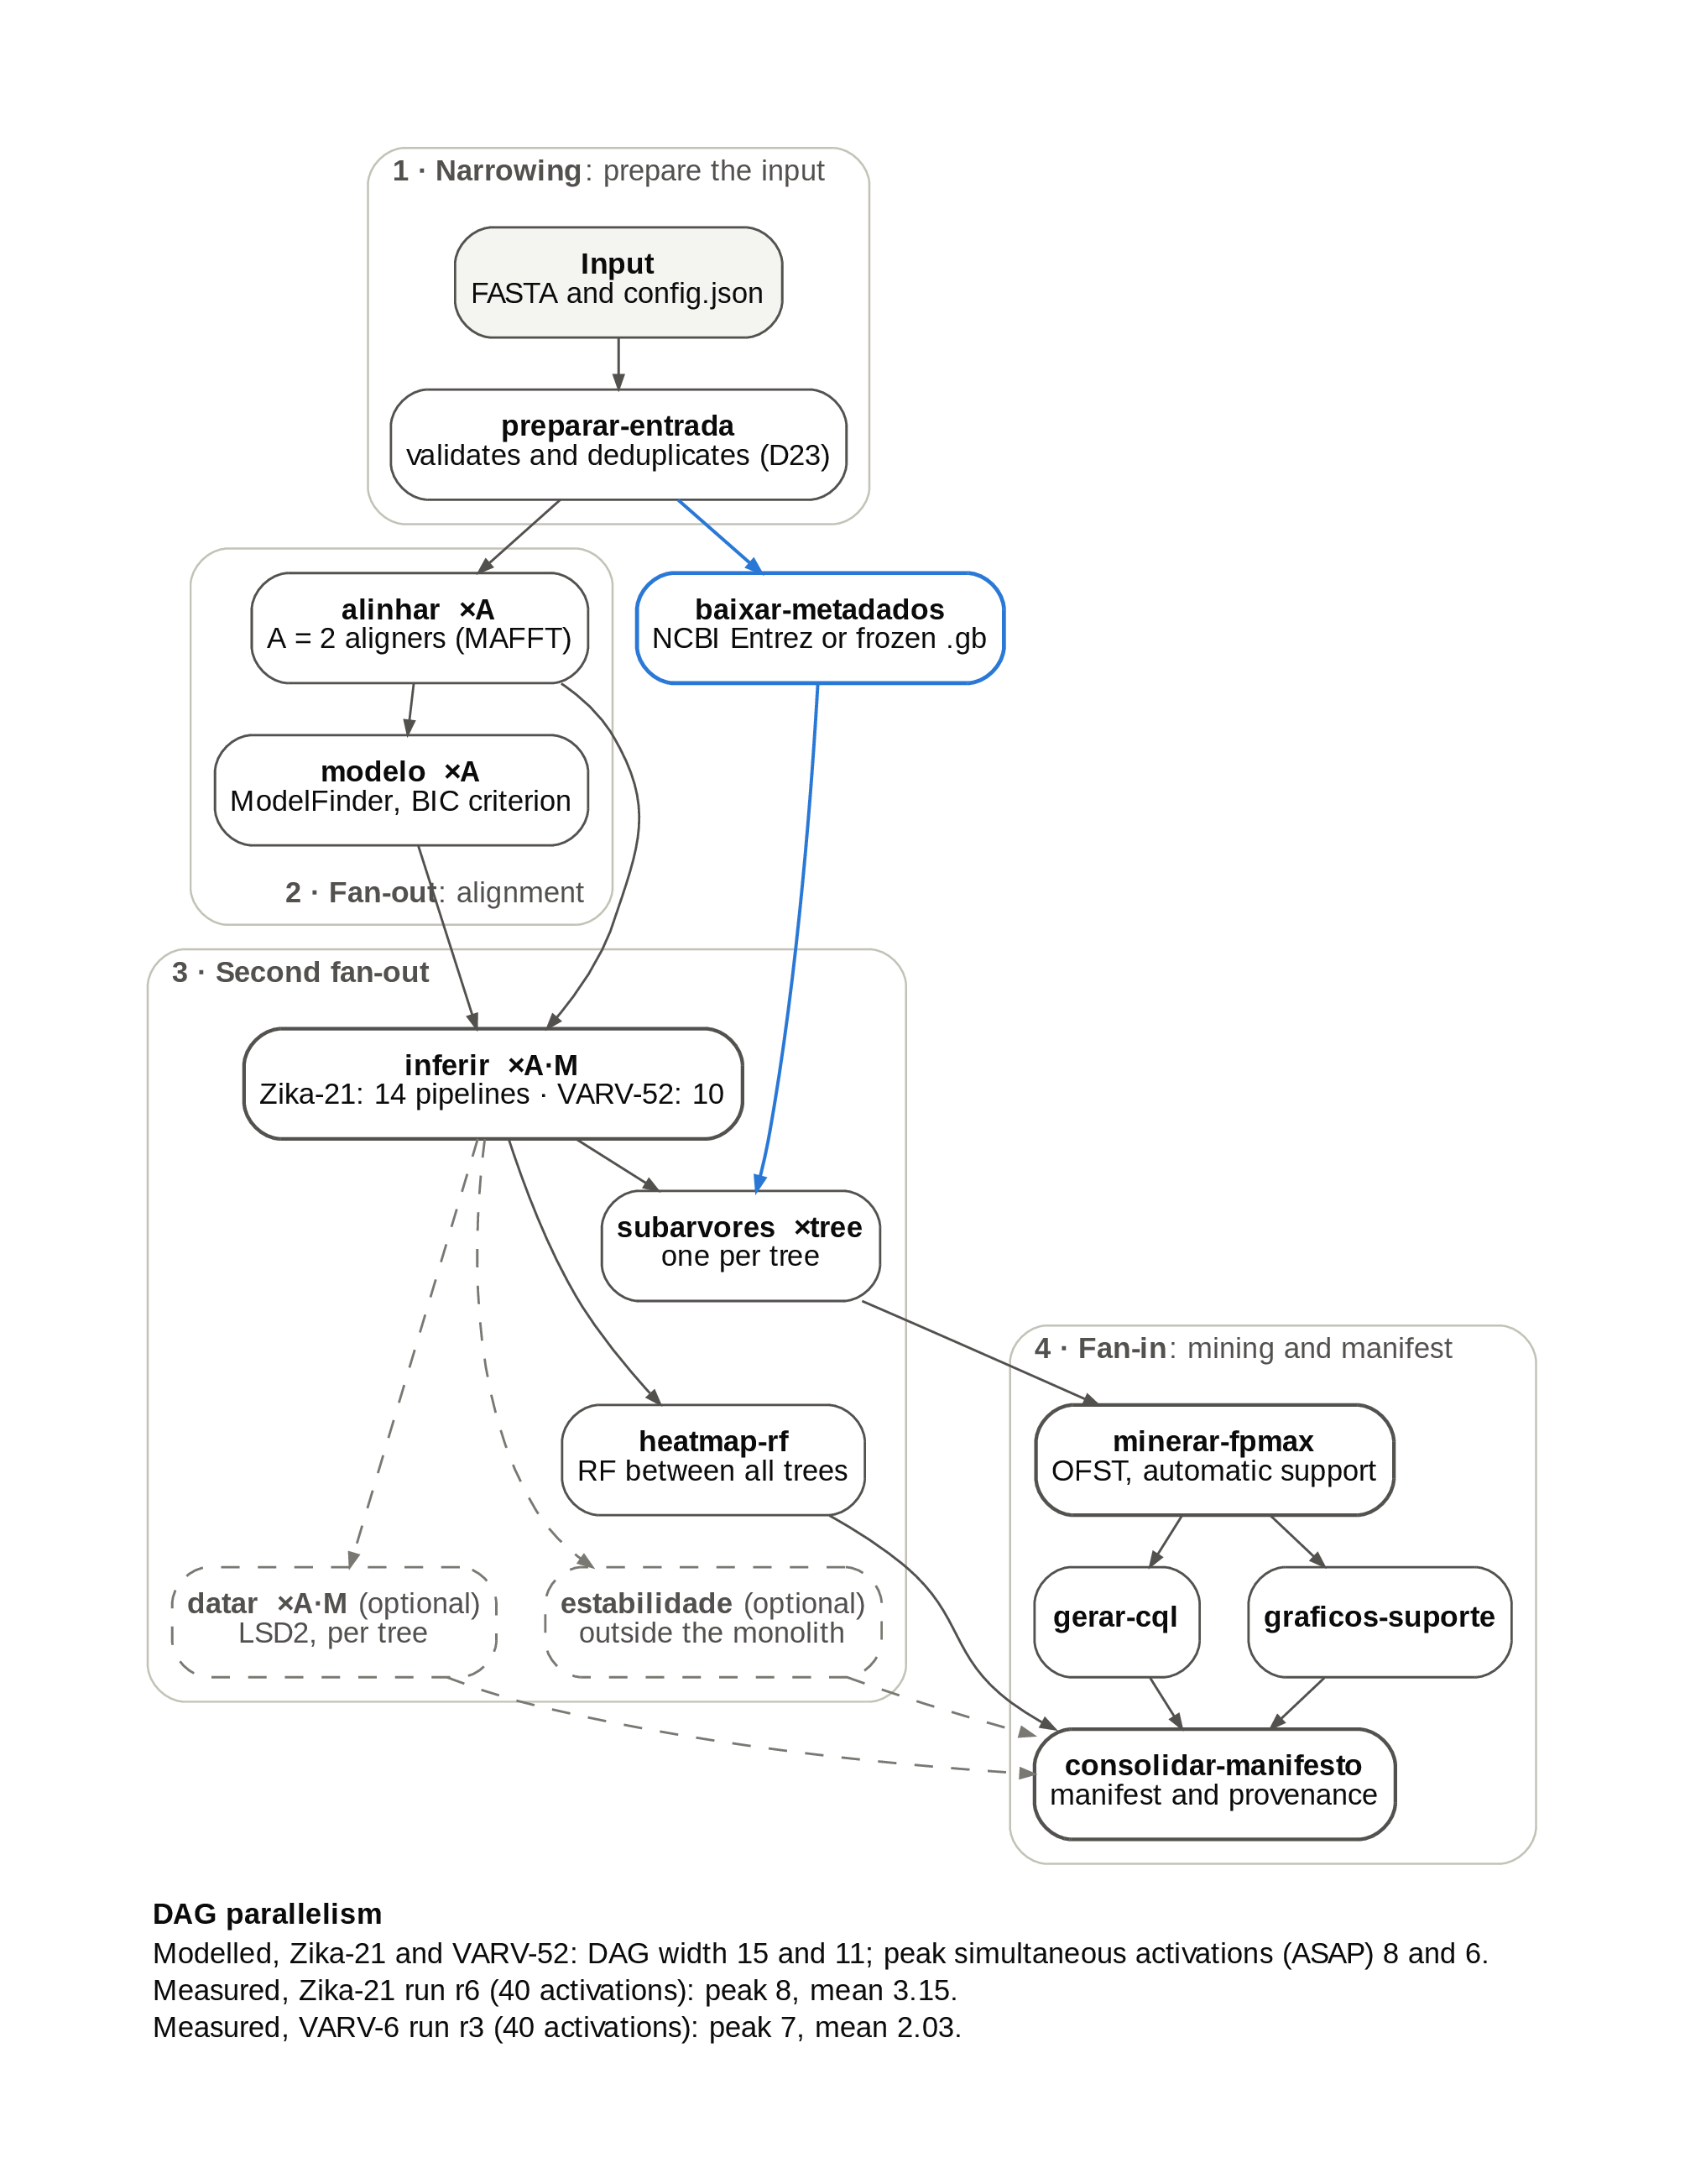 1 · Narrowing: prepare the input
Input
FASTA and config.json
preparar-entrada
validates and deduplicates (D23)
alinhar ×A
A = 2 aligners (MAFFT)
baixar-metadados
NCBI Entrez or frozen .gb
modelo ×A
ModelFinder, BIC criterion
2 · Fan-out: alignment
3 · Second fan-out
inferir ×A·M
Zika-21: 14 pipelines · VARV-52: 10
subarvores ×tree
one per tree
4 · Fan-in: mining and manifest
heatmap-rf
RF between all trees
minerar-fpmax
OFST, automatic support
datar ×A·M (optional)
LSD2, per tree
estabilidade (optional)
outside the monolith
gerar-cql
graficos-suporte
consolidar-manifesto
manifest and provenance
DAG parallelism
Modelled, Zika-21 and VARV-52: DAG width 15 and 11; peak simultaneous activations (ASAP) 8 and 6.
Measured, Zika-21 run r6 (40 activations): peak 8, mean 3.15.
Measured, VARV-6 run r3 (40 activations): peak 7, mean 2.03.